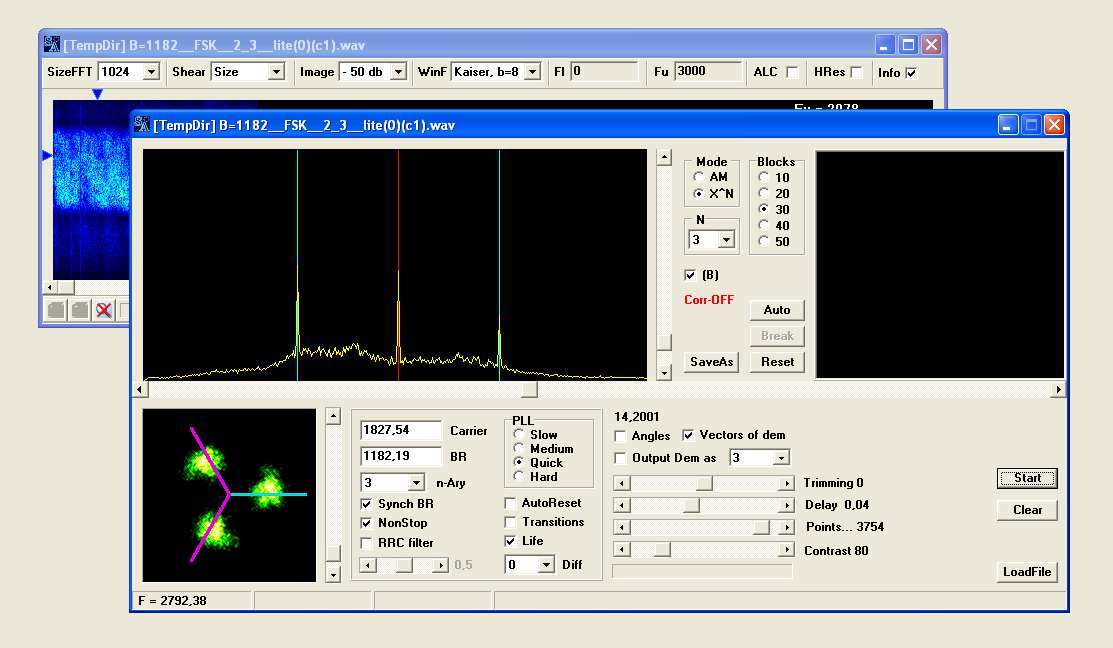 [TempDir] B=1182__FSK__2_3__lite(0)(c1).wav
SizeFFT 1024 Shear Size Image - 50 db WinF Kaiser, b=8 Fl 0 Fu 3000 ALC HRes Info
[TempDir] B=1182__FSK__2_3__lite(0)(c1).wav
Mode
AM
X^N
N
3
(B)
Corr-OFF
SaveAs
Blocks
10
20
30
40
50
Auto
Break
Reset
1827,54 Carrier
1182,19 BR
3 n-Ary
Synch BR
NonStop
RRC filter
0,5
PLL
Slow
Medium
Quick
Hard
AutoReset
Transitions
Life
0 Diff
14,2001
Angles Vectors of dem
Output Dem as 3
Trimming 0
Delay 0,04
Points... 3754
Contrast 80
Start
Clear
LoadFile
F = 2792,38